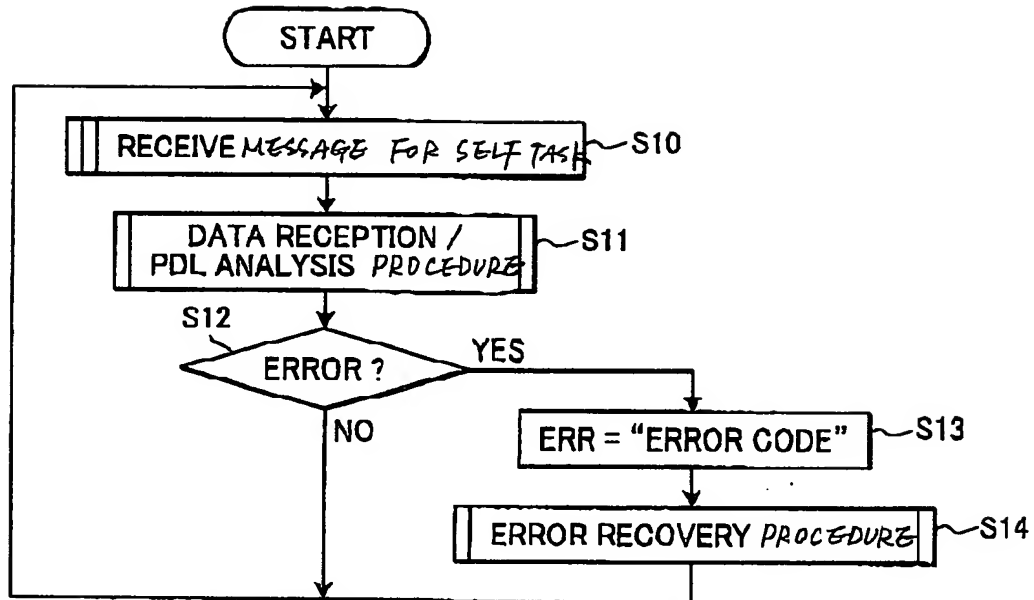 START
RECEIVE MESSAGE FOR SELF TASK
S10
DATA RECEPTION /
PDL ANALYSIS PROCEDURE
S11
S12
ERROR ?
YES
NO
ERR = “ERROR CODE”
S13
ERROR RECOVERY PROCEDURE
S14